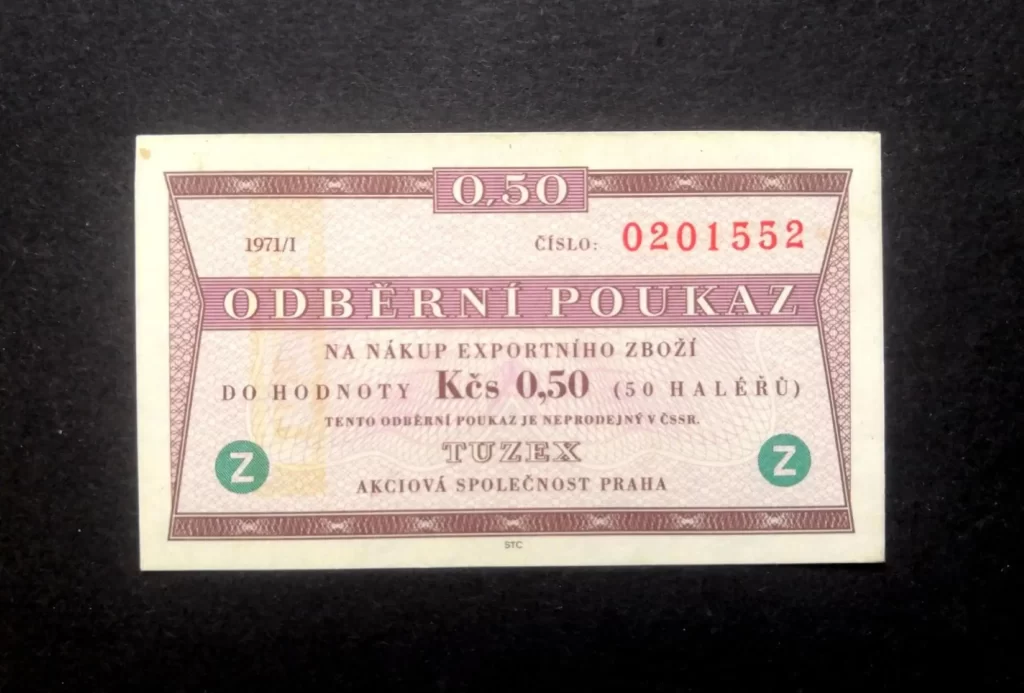 0,50
1971/I ČÍSLO: 0201552
ODBĚRNÍ POUKAZ
NA NÁKUP EXPORTNÍHO ZBOŽÍ
DO HODNOTY Kčs 0,50 (50 HALÉŘŮ)
TENTO ODBĚRNÍ POUKAZ JE NEPRODEJNÝ V ČSSR.
TUZEX
Z Z
AKCIOVÁ SPOLEČNOST PRAHA
STC